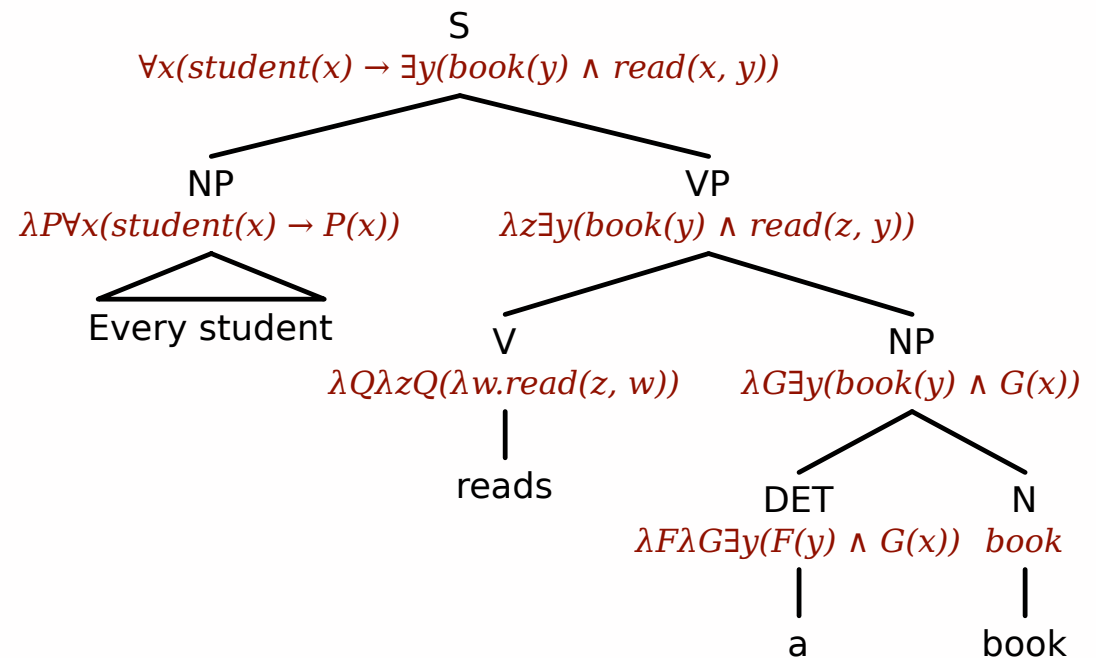 S
∀x(student(x) → ∃y(book(y) ∧ read(x, y))
NP VP
λP∀x(student(x) → P(x)) λz∃y(book(y) ∧ read(z, y))
Every student V NP
λQλzQ(λw.read(z, w)) λG∃y(book(y) ∧ G(x))
reads DET N
λFλG∃y(F(y) ∧ G(x)) book
a book